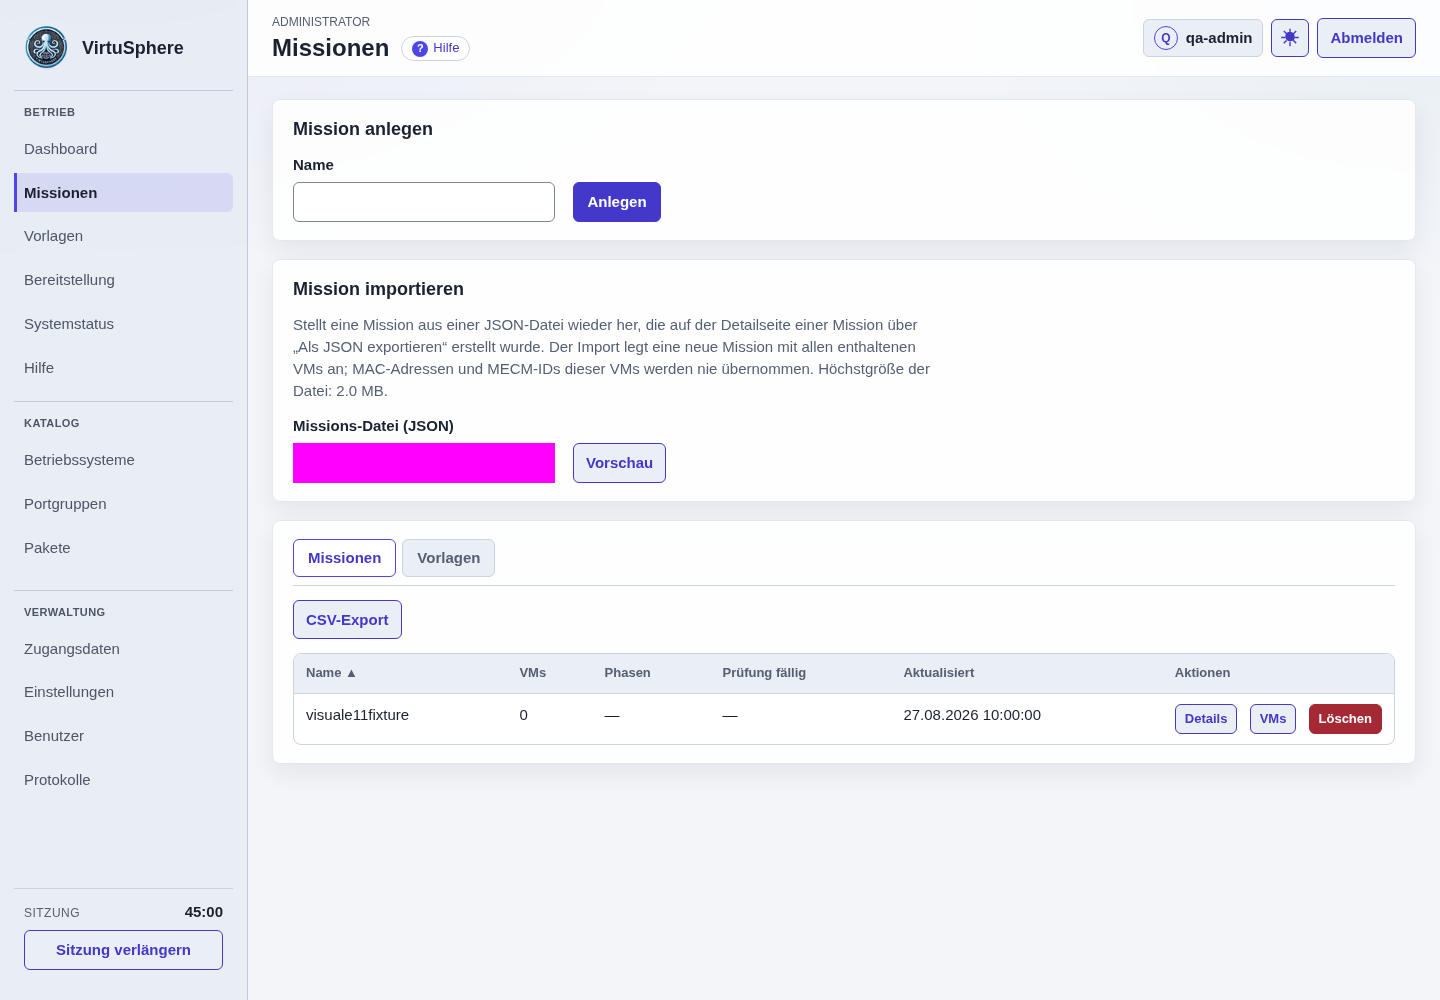 VirtuSphere
BETRIEB
Dashboard
Missionen
Vorlagen
Bereitstellung
Systemstatus
Hilfe
KATALOG
Betriebssysteme
Portgruppen
Pakete
VERWALTUNG
Zugangsdaten
Einstellungen
Benutzer
Protokolle
SITZUNG 45:00
Sitzung verlängern
ADMINISTRATOR
Missionen ? Hilfe
Q qa-admin Abmelden
Mission anlegen
Name
Anlegen
Mission importieren
Stellt eine Mission aus einer JSON-Datei wieder her, die auf der Detailseite einer Mission über
„Als JSON exportieren“ erstellt wurde. Der Import legt eine neue Mission mit allen enthaltenen
VMs an; MAC-Adressen und MECM-IDs dieser VMs werden nie übernommen. Höchstgröße der
Datei: 2.0 MB.
Missions-Datei (JSON)
Vorschau
Missionen Vorlagen
CSV-Export
Name ▲ VMs Phasen Prüfung fällig Aktualisiert Aktionen
visuale11fixture 0 — — 27.08.2026 10:00:00 Details VMs Löschen